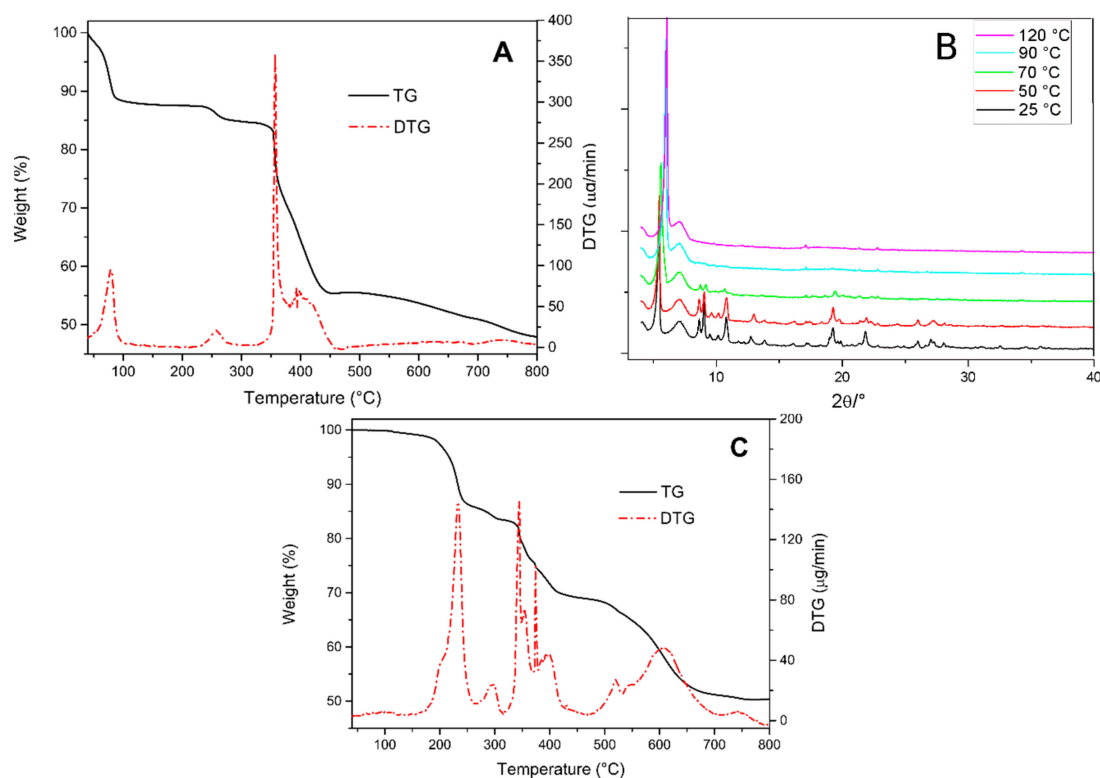 A
TG
DTG
100
90
80
70
60
50
Weight (%)
400
350
300
250
200
150
100
50
0
DTG (µg/min)
100 200 300 400 500 600 700 800
Temperature (°C)
B
120 °C
90 °C
70 °C
50 °C
25 °C
10 20 30 40
2θ/°
C
TG
DTG
100
90
80
70
60
50
Weight (%)
200
160
120
80
40
0
DTG (µg/min)
100 200 300 400 500 600 700 800
Temperature (°C)